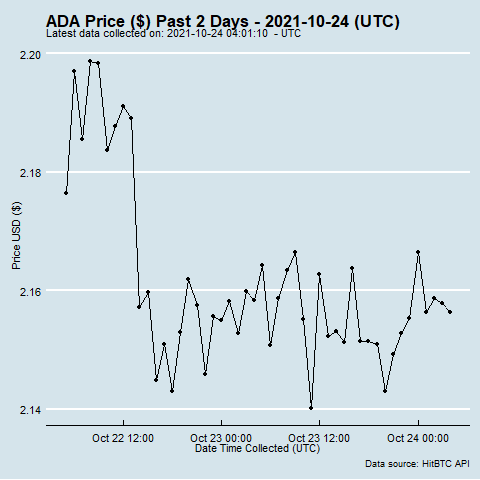 ADA Price ($) Past 2 Days - 2021-10-24 (UTC)
Latest data collected on: 2021-10-24 04:01:10  - UTC
2.20
2.18
2.16
2.14
Price USD ($)
Oct 22 12:00 Oct 23 00:00 Oct 23 12:00 Oct 24 00:00
Date Time Collected (UTC)
Data source: HitBTC API